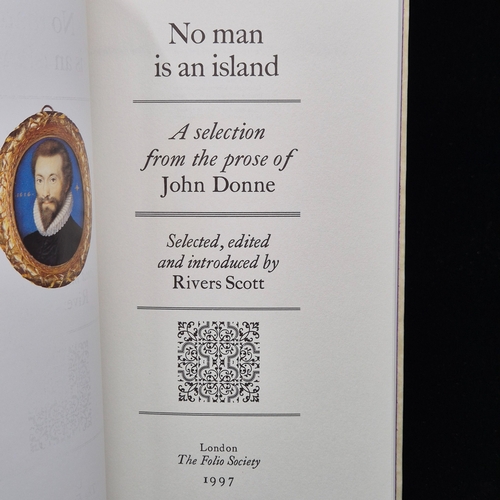 No man
is an island
A selection
from the prose of
John Donne
Selected, edited
and introduced by
Rivers Scott
London
The Folio Society
1997